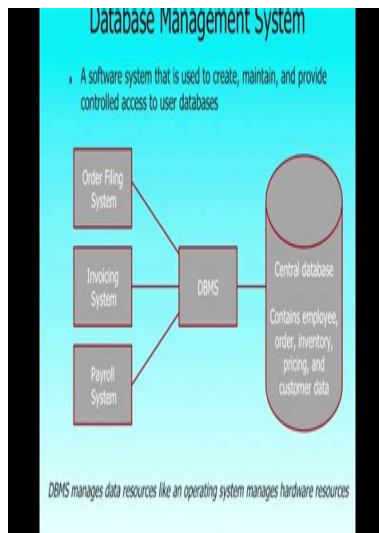 Database Management System
▪ A software system that is used to create, maintain, and provide
controlled access to user databases
Order Filing
System
Invoicing
System
Payroll
System
DBMS
Central database
Contains employee,
order, inventory,
pricing, and
customer data
DBMS manages data resources like an operating system manages hardware resources